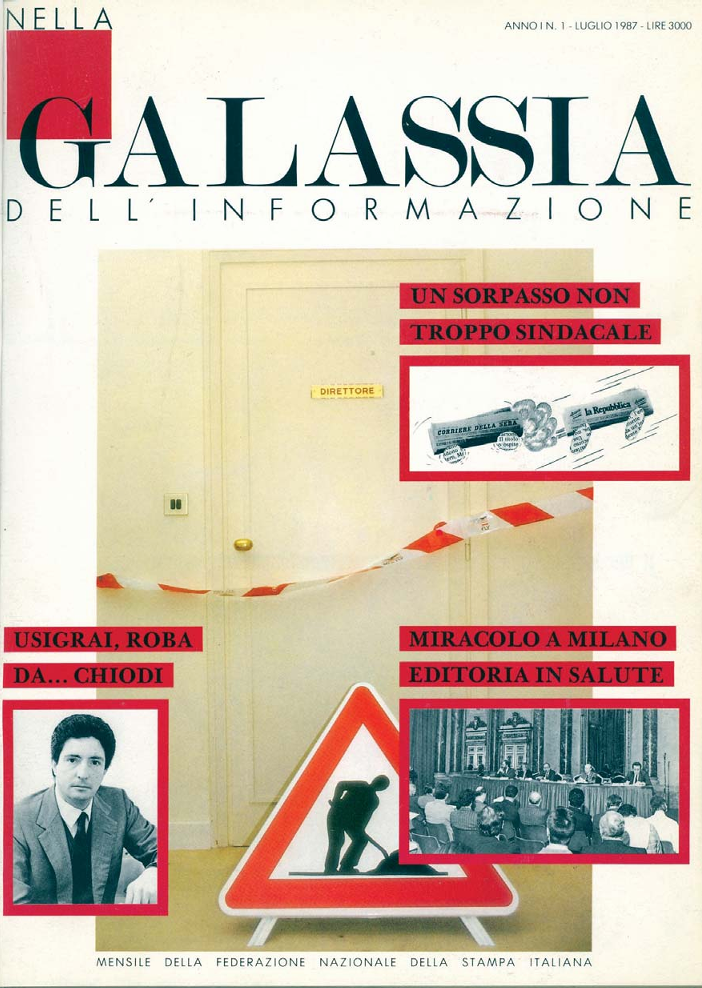 NELLA
ANNO I N. 1 - LUGLIO 1987 - LIRE 3000
GALASSIA
DELL'INFORMAZIONE
UN SORPASSO NON
TROPPO SINDACALE
DIRETTORE
CORRIERE DELLA SERA
la Repubblica
USIGRAI, ROBA
DA... CHIODI
MIRACOLO A MILANO
EDITORIA IN SALUTE
MENSILE DELLA FEDERAZIONE NAZIONALE DELLA STAMPA ITALIANA